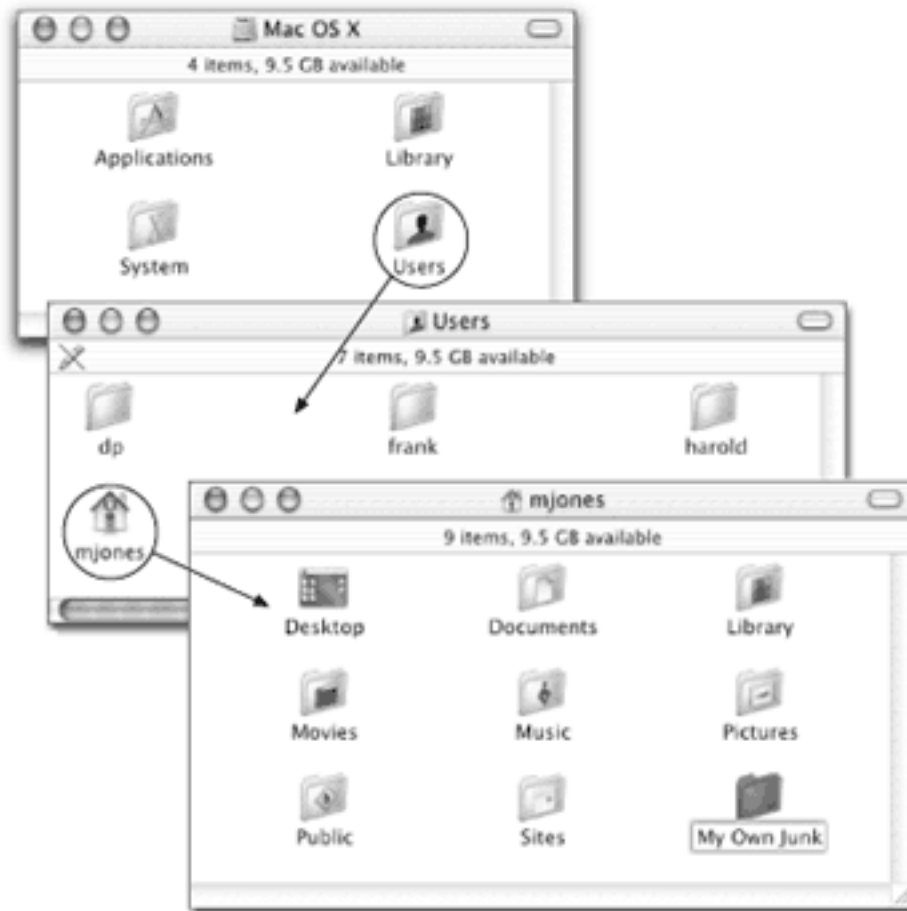 Mac OS X
4 items, 9.5 GB available
Applications Library
System Users
Users
7 items, 9.5 GB available
dp frank harold
mjones
mjones
9 items, 9.5 GB available
Desktop Documents Library
Movies Music Pictures
Public Sites My Own Junk